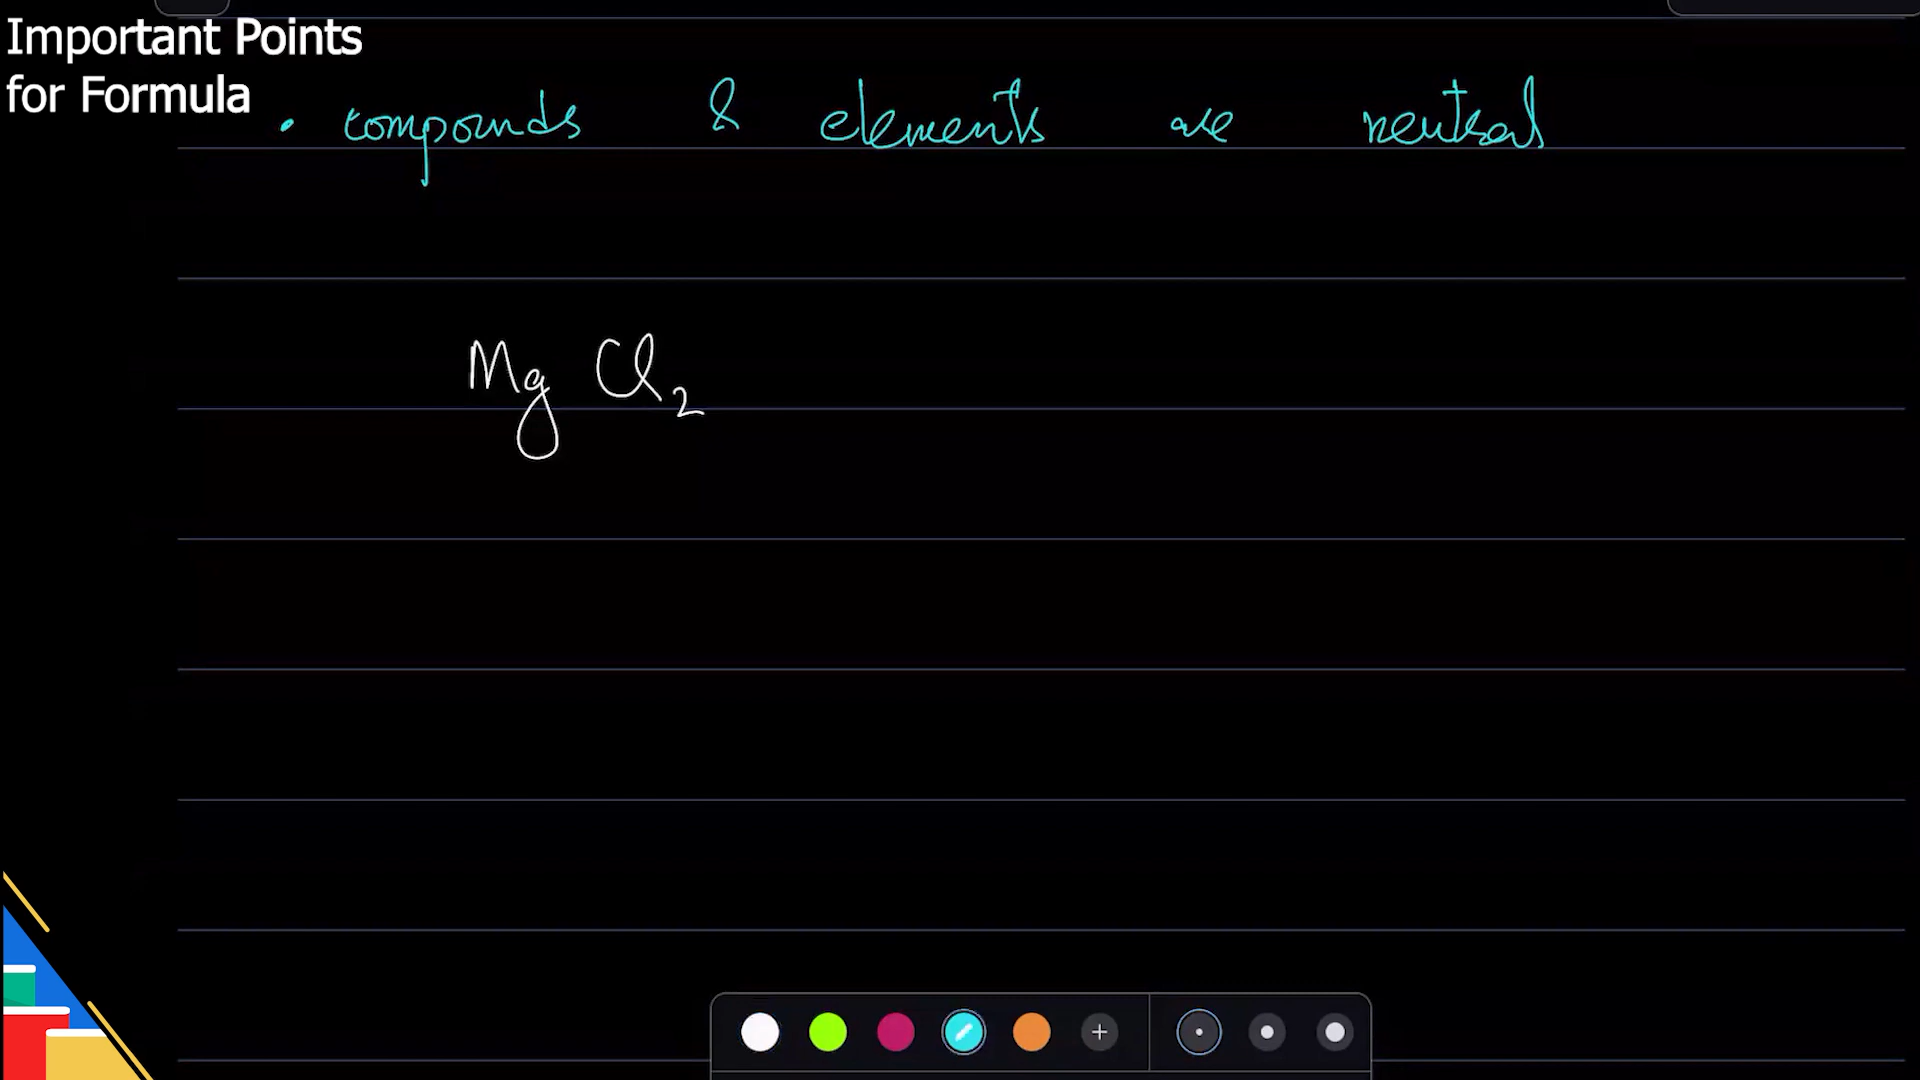 Important Points
for Formula
• compounds & elements are neutral
Mg Cl₂